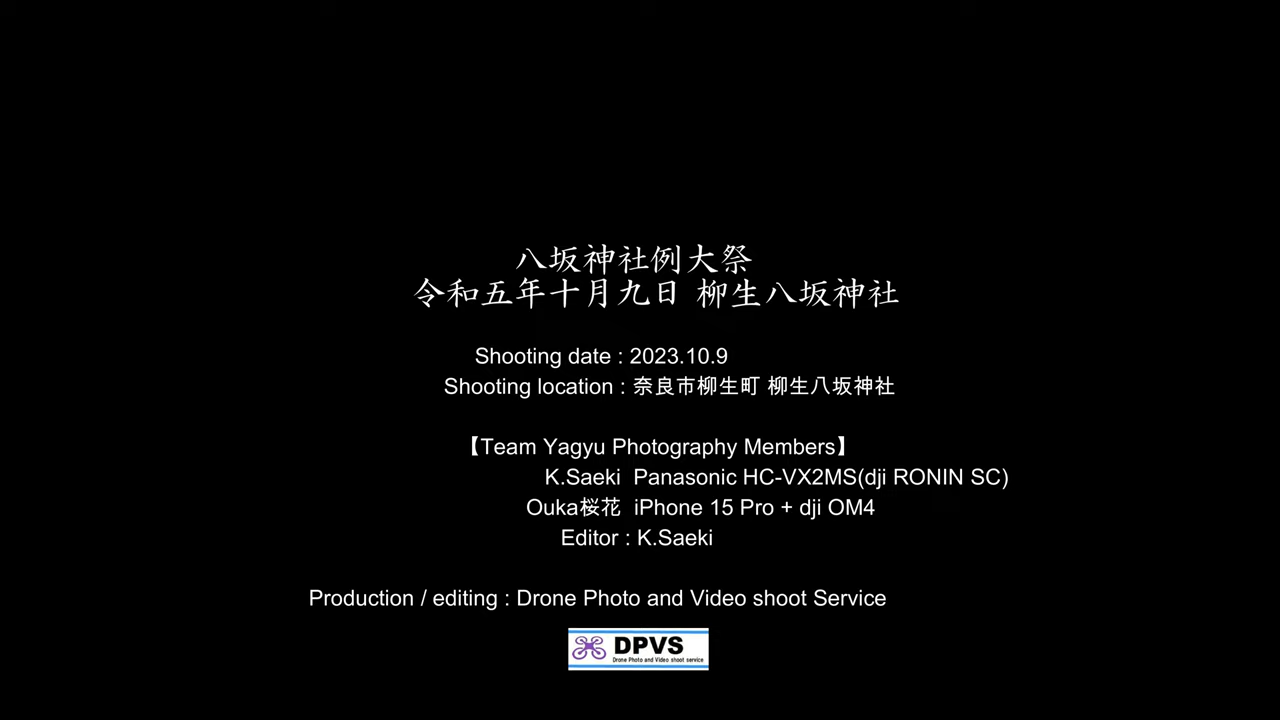 八坂神社例大祭
令和五年十月九日 柳生八坂神社
Shooting date : 2023.10.9
Shooting location : 奈良市柳生町 柳生八坂神社
【Team Yagyu Photography Members】
K.Saeki Panasonic HC-VX2MS(dji RONIN SC)
Ouka桜花 iPhone 15 Pro + dji OM4
Editor : K.Saeki
Production / editing : Drone Photo and Video shoot Service
DPVS
Drone Photo and Video shoot service